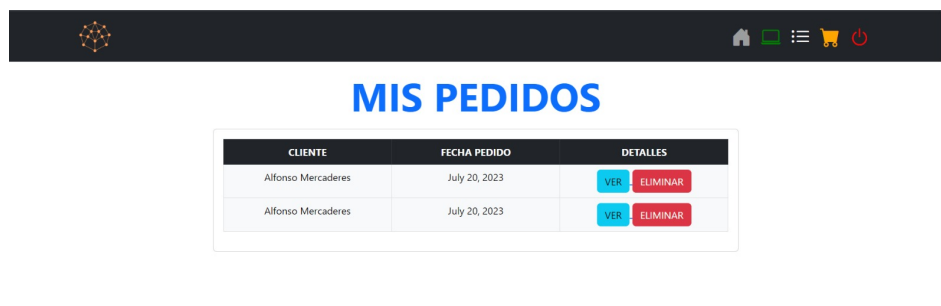 MIS PEDIDOS
CLIENTE FECHA PEDIDO DETALLES
Alfonso Mercaderes July 20, 2023 VER ELIMINAR
Alfonso Mercaderes July 20, 2023 VER ELIMINAR